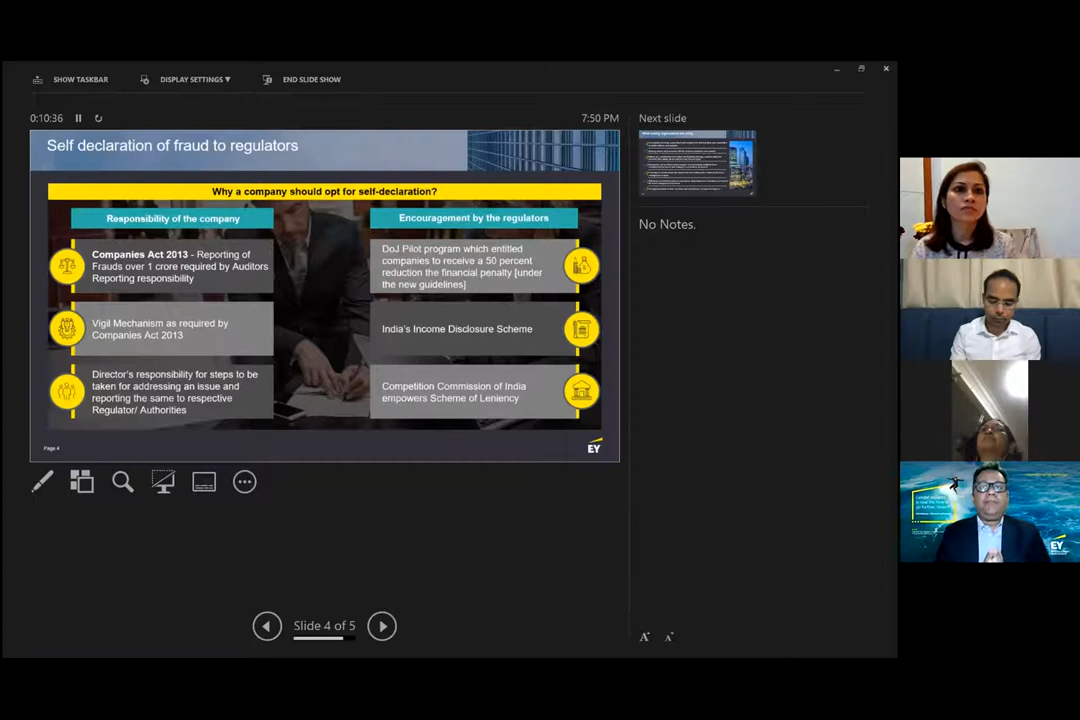 SHOW TASKBAR
DISPLAY SETTINGS ▼
END SLIDE SHOW
0:10:36
7:50 PM
Next slide
No Notes.
Self declaration of fraud to regulators
Why a company should opt for self-declaration?
Responsibility of the company
Companies Act 2013 - Reporting of
Frauds over 1 crore required by Auditors
Reporting responsibility
Vigil Mechanism as required by
Companies Act 2013
Director's responsibility for steps to be
taken for addressing an issue and
reporting the same to respective
Regulator/ Authorities
Encouragement by the regulators
DoJ Pilot program which entitled
companies to receive a 50 percent
reduction the financial penalty [under
the new guidelines]
India's Income Disclosure Scheme
Competition Commission of India
empowers Scheme of Leniency
Page 4
EY
Slide 4 of 5
A
A
EY